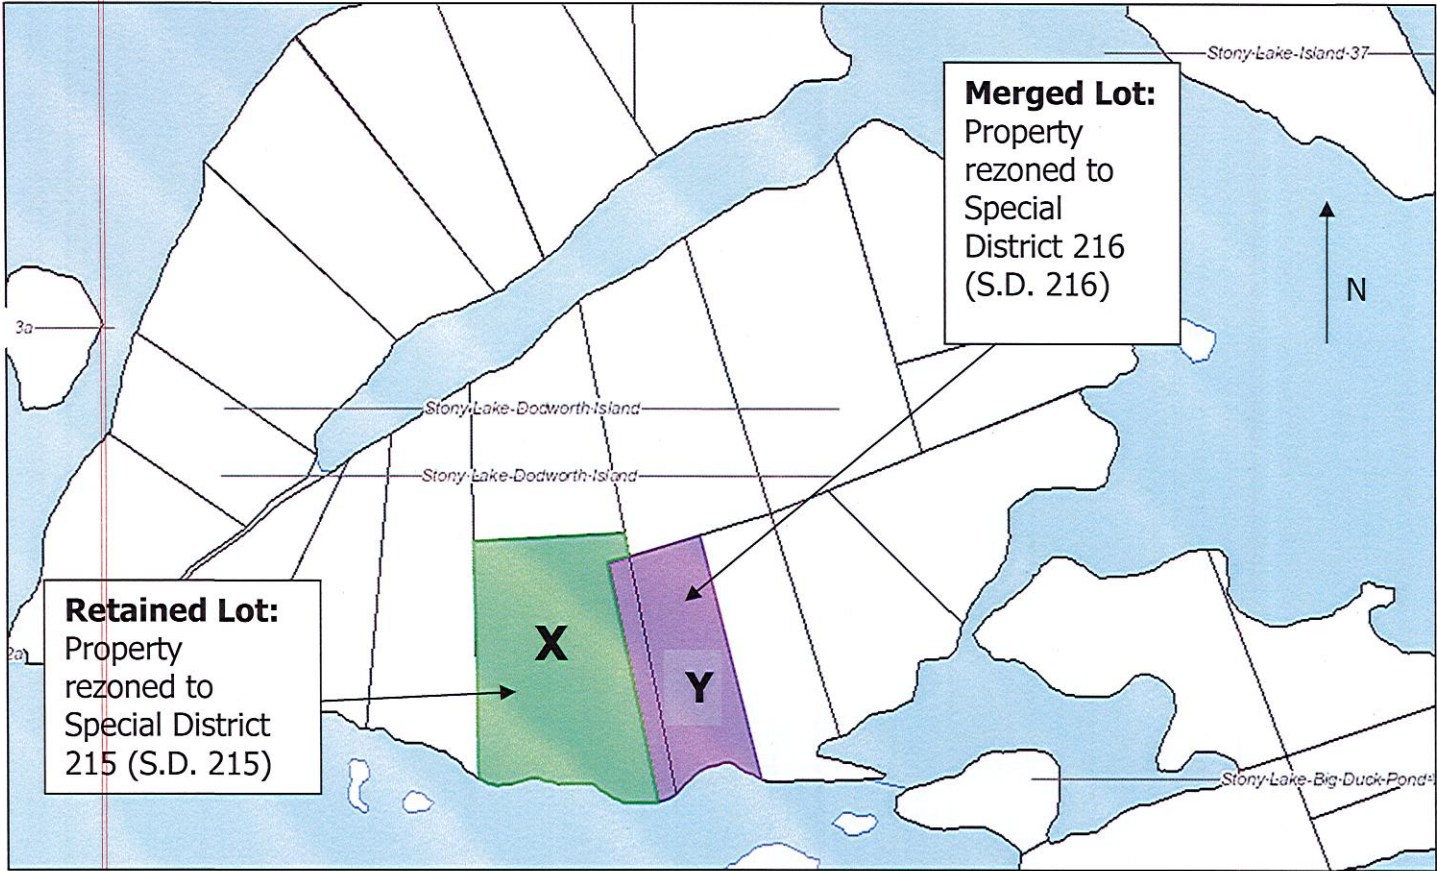 Stony-Lake-Island-37
Merged Lot:
Property
rezoned to
Special
District 216
(S.D. 216)
N
3a
Stony-Lake-Dodworth-Island
Stony-Lake-Dodworth-Island
Retained Lot:
Property
rezoned to
Special District
215 (S.D. 215)
2a
X
Y
Stony-Lake-Big-Duck-Pond